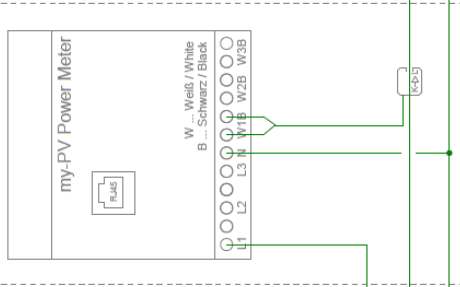 my-PV Power Meter
W ... Weiß / White
B ... Schwarz / Black
RJ45
W3B
W2B
W1B
N
L3
L2
L1
K L